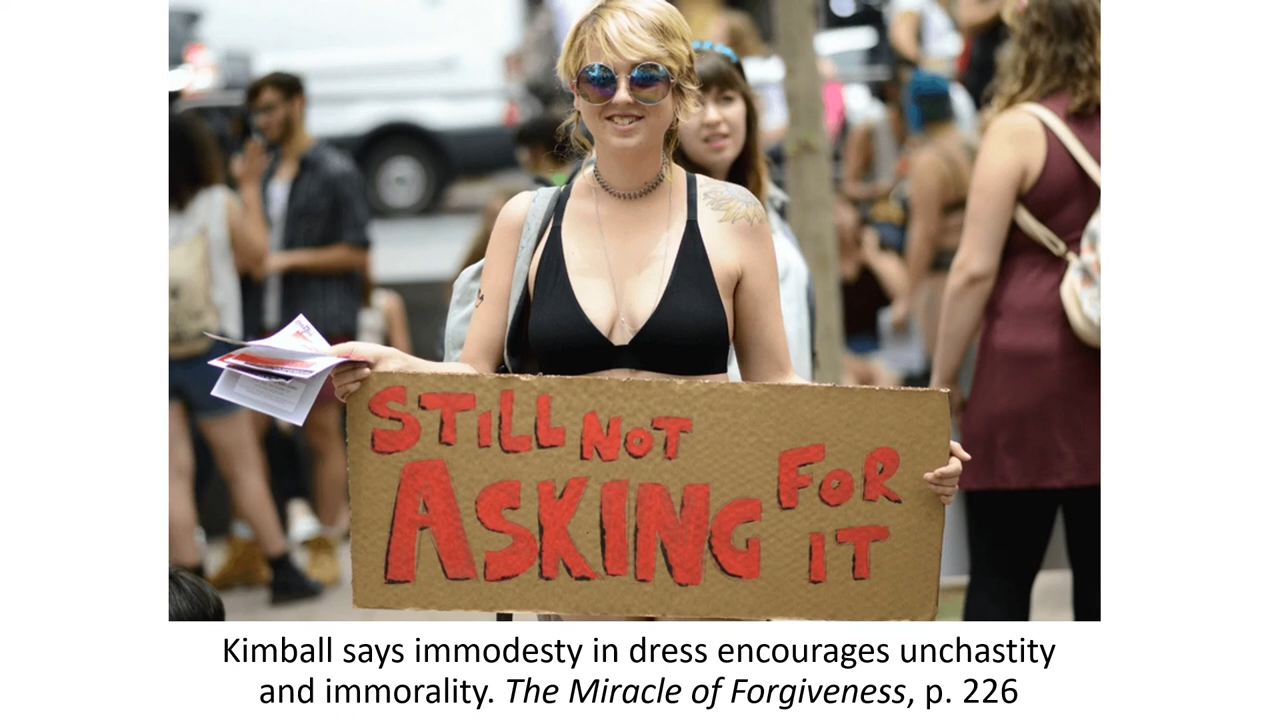 STILL NOT
ASKING FOR
IT
Kimball says immodesty in dress encourages unchastity
and immorality. The Miracle of Forgiveness, p. 226